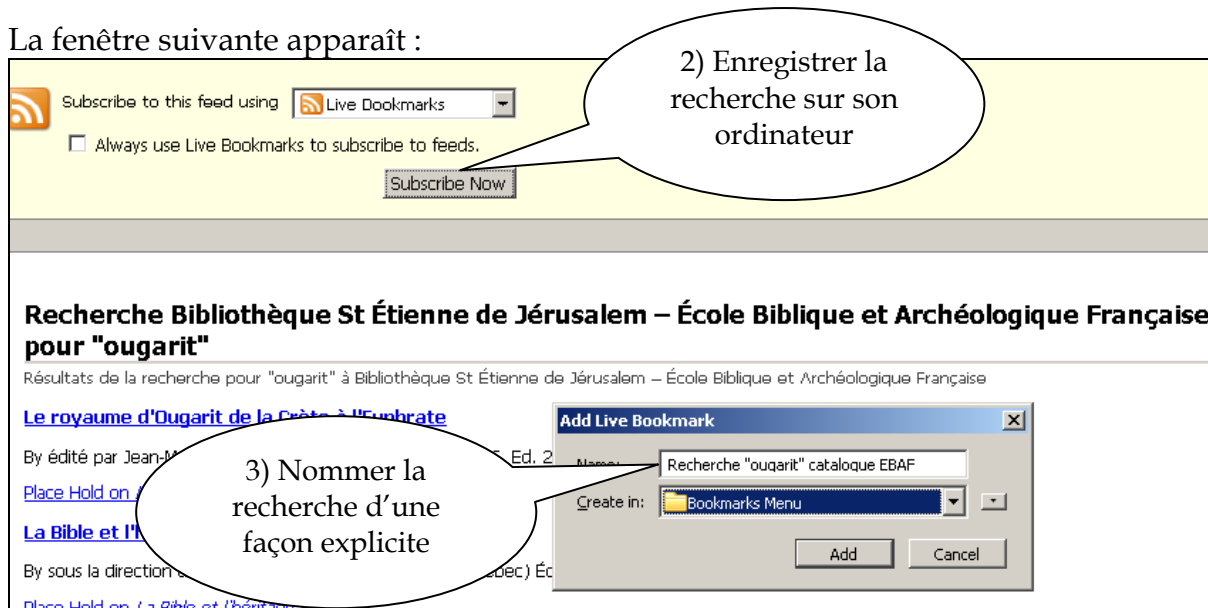 La fenêtre suivante apparaît :
2) Enregistrer la
recherche sur son
ordinateur
Subscribe to this feed using Live Bookmarks
Always use Live Bookmarks to subscribe to feeds.
Subscribe Now
Recherche Bibliothèque St Étienne de Jérusalem – École Biblique et Archéologique Française
pour "ougarit"
Résultats de la recherche pour "ougarit" à Bibliothèque St Étienne de Jérusalem – École Biblique et Archéologique Française
Le royaume d'Ougarit de la Crète à l'Euphrate
By édité par Ed. 2
Place Hold on
La Bible et
By sous la direction
Place Hold on La Bible et
3) Nommer la
recherche d’une
façon explicite
Add Live Bookmark
Name: Recherche "ougarit" catalogue EBAF
Create in: Bookmarks Menu
Add Cancel